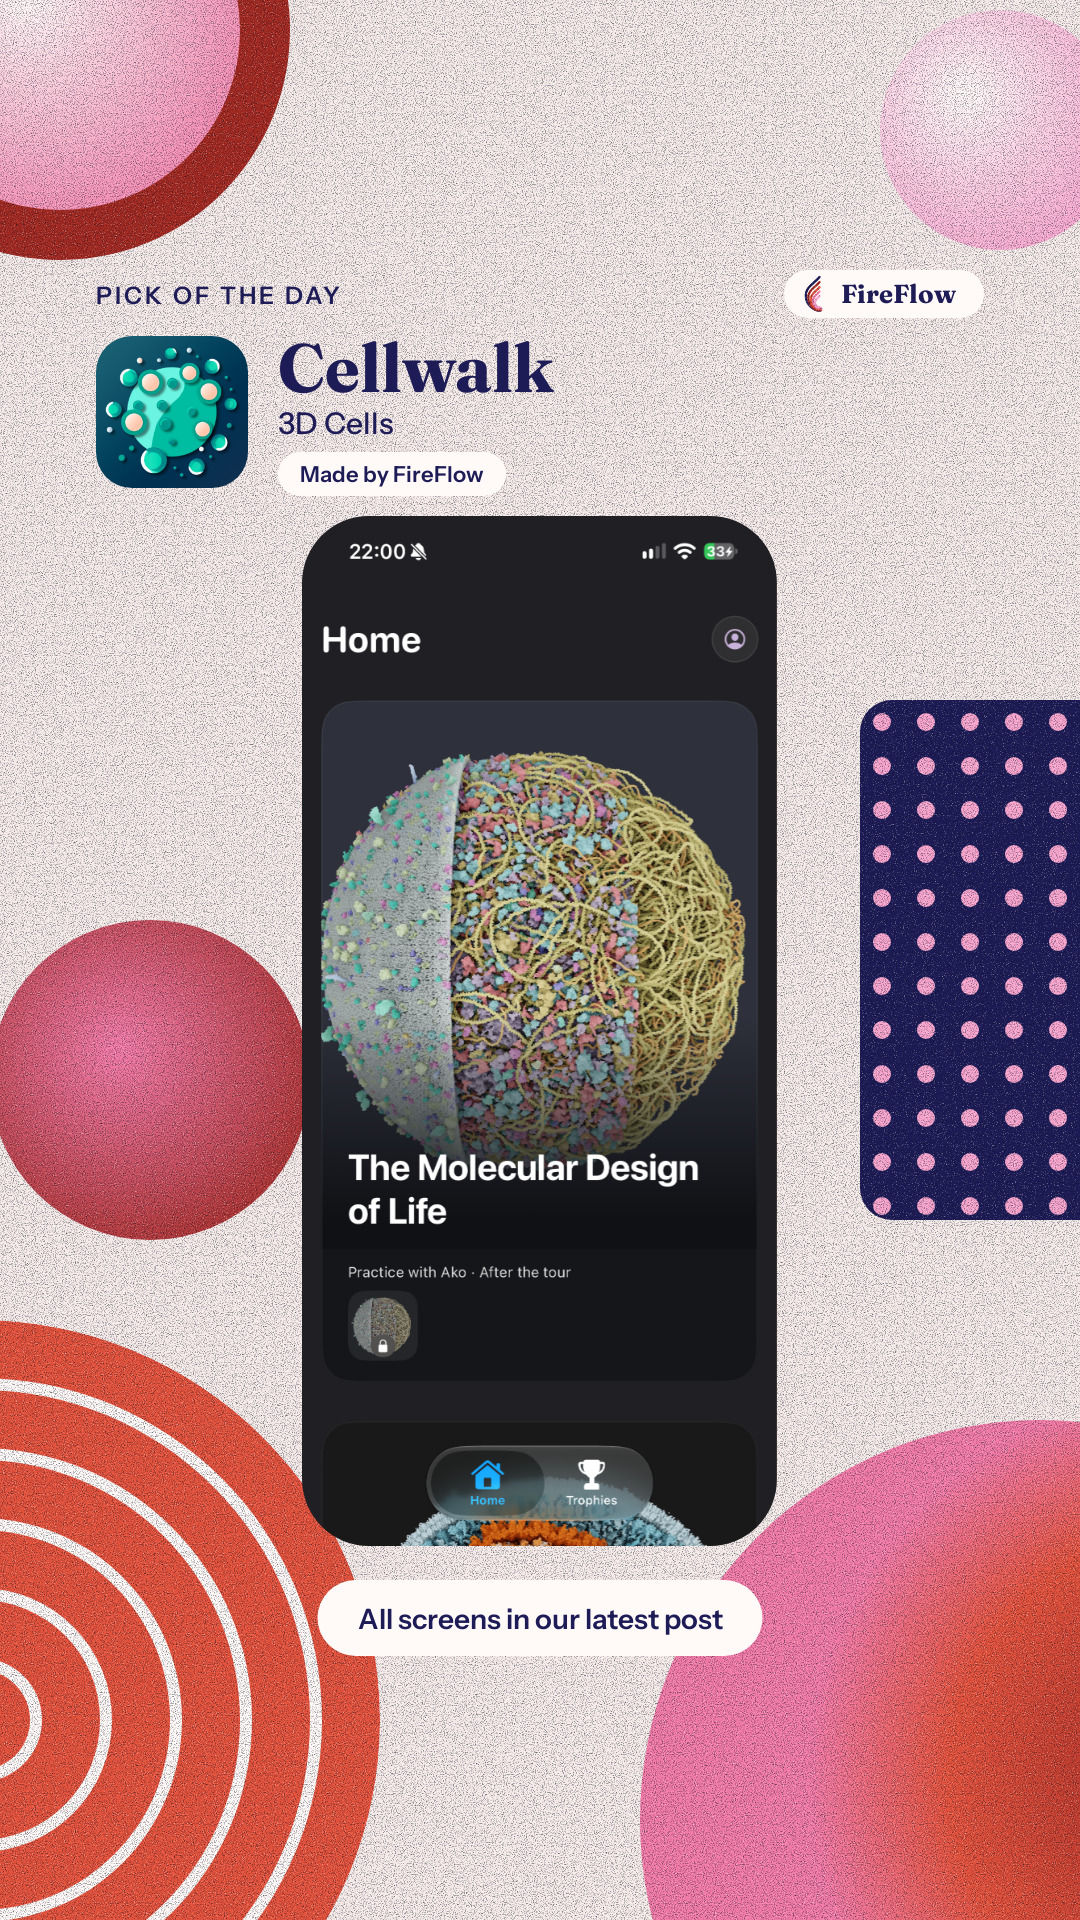 PICK OF THE DAY
FireFlow
Cellwalk
3D Cells
Made by FireFlow
22:00
33
Home
The Molecular Design
of Life
Practice with Ako · After the tour
Home
Trophies
All screens in our latest post